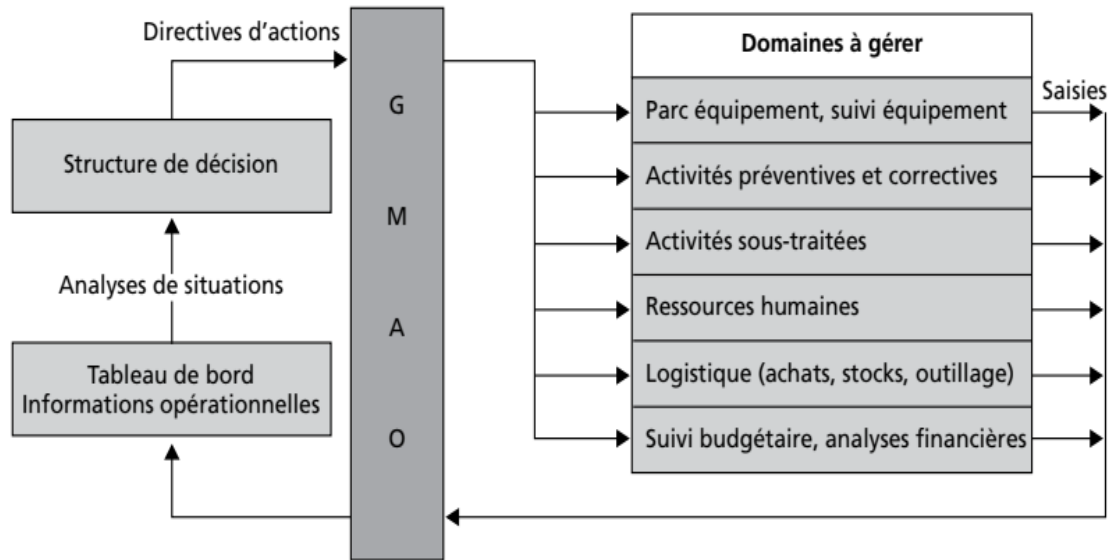 Directives d’actions
Structure de décision
Analyses de situations
Tableau de bord
Informations opérationnelles
G
M
A
O
Domaines à gérer
Parc équipement, suivi équipement
Activités préventives et correctives
Activités sous-traitées
Ressources humaines
Logistique (achats, stocks, outillage)
Suivi budgétaire, analyses financières
Saisies